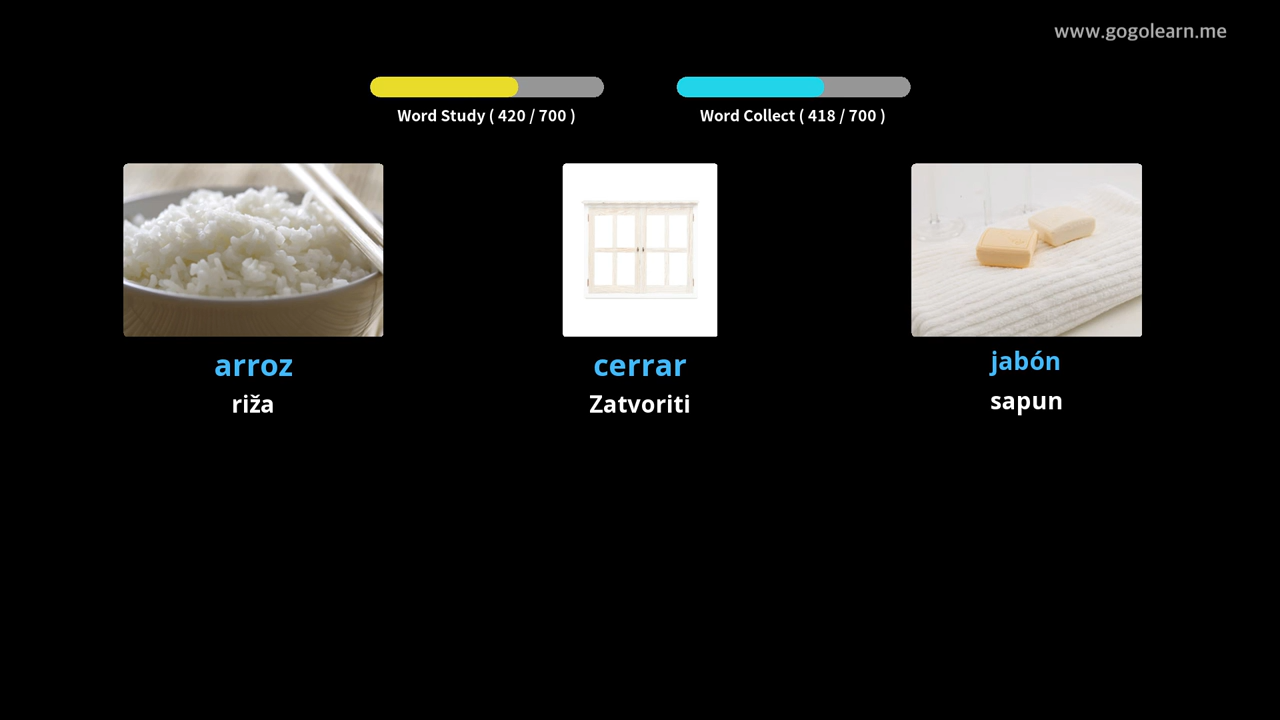 www.gogolearn.me
Word Study ( 420 / 700 )
Word Collect ( 418 / 700 )
arroz
riža
cerrar
Zatvoriti
jabón
sapun